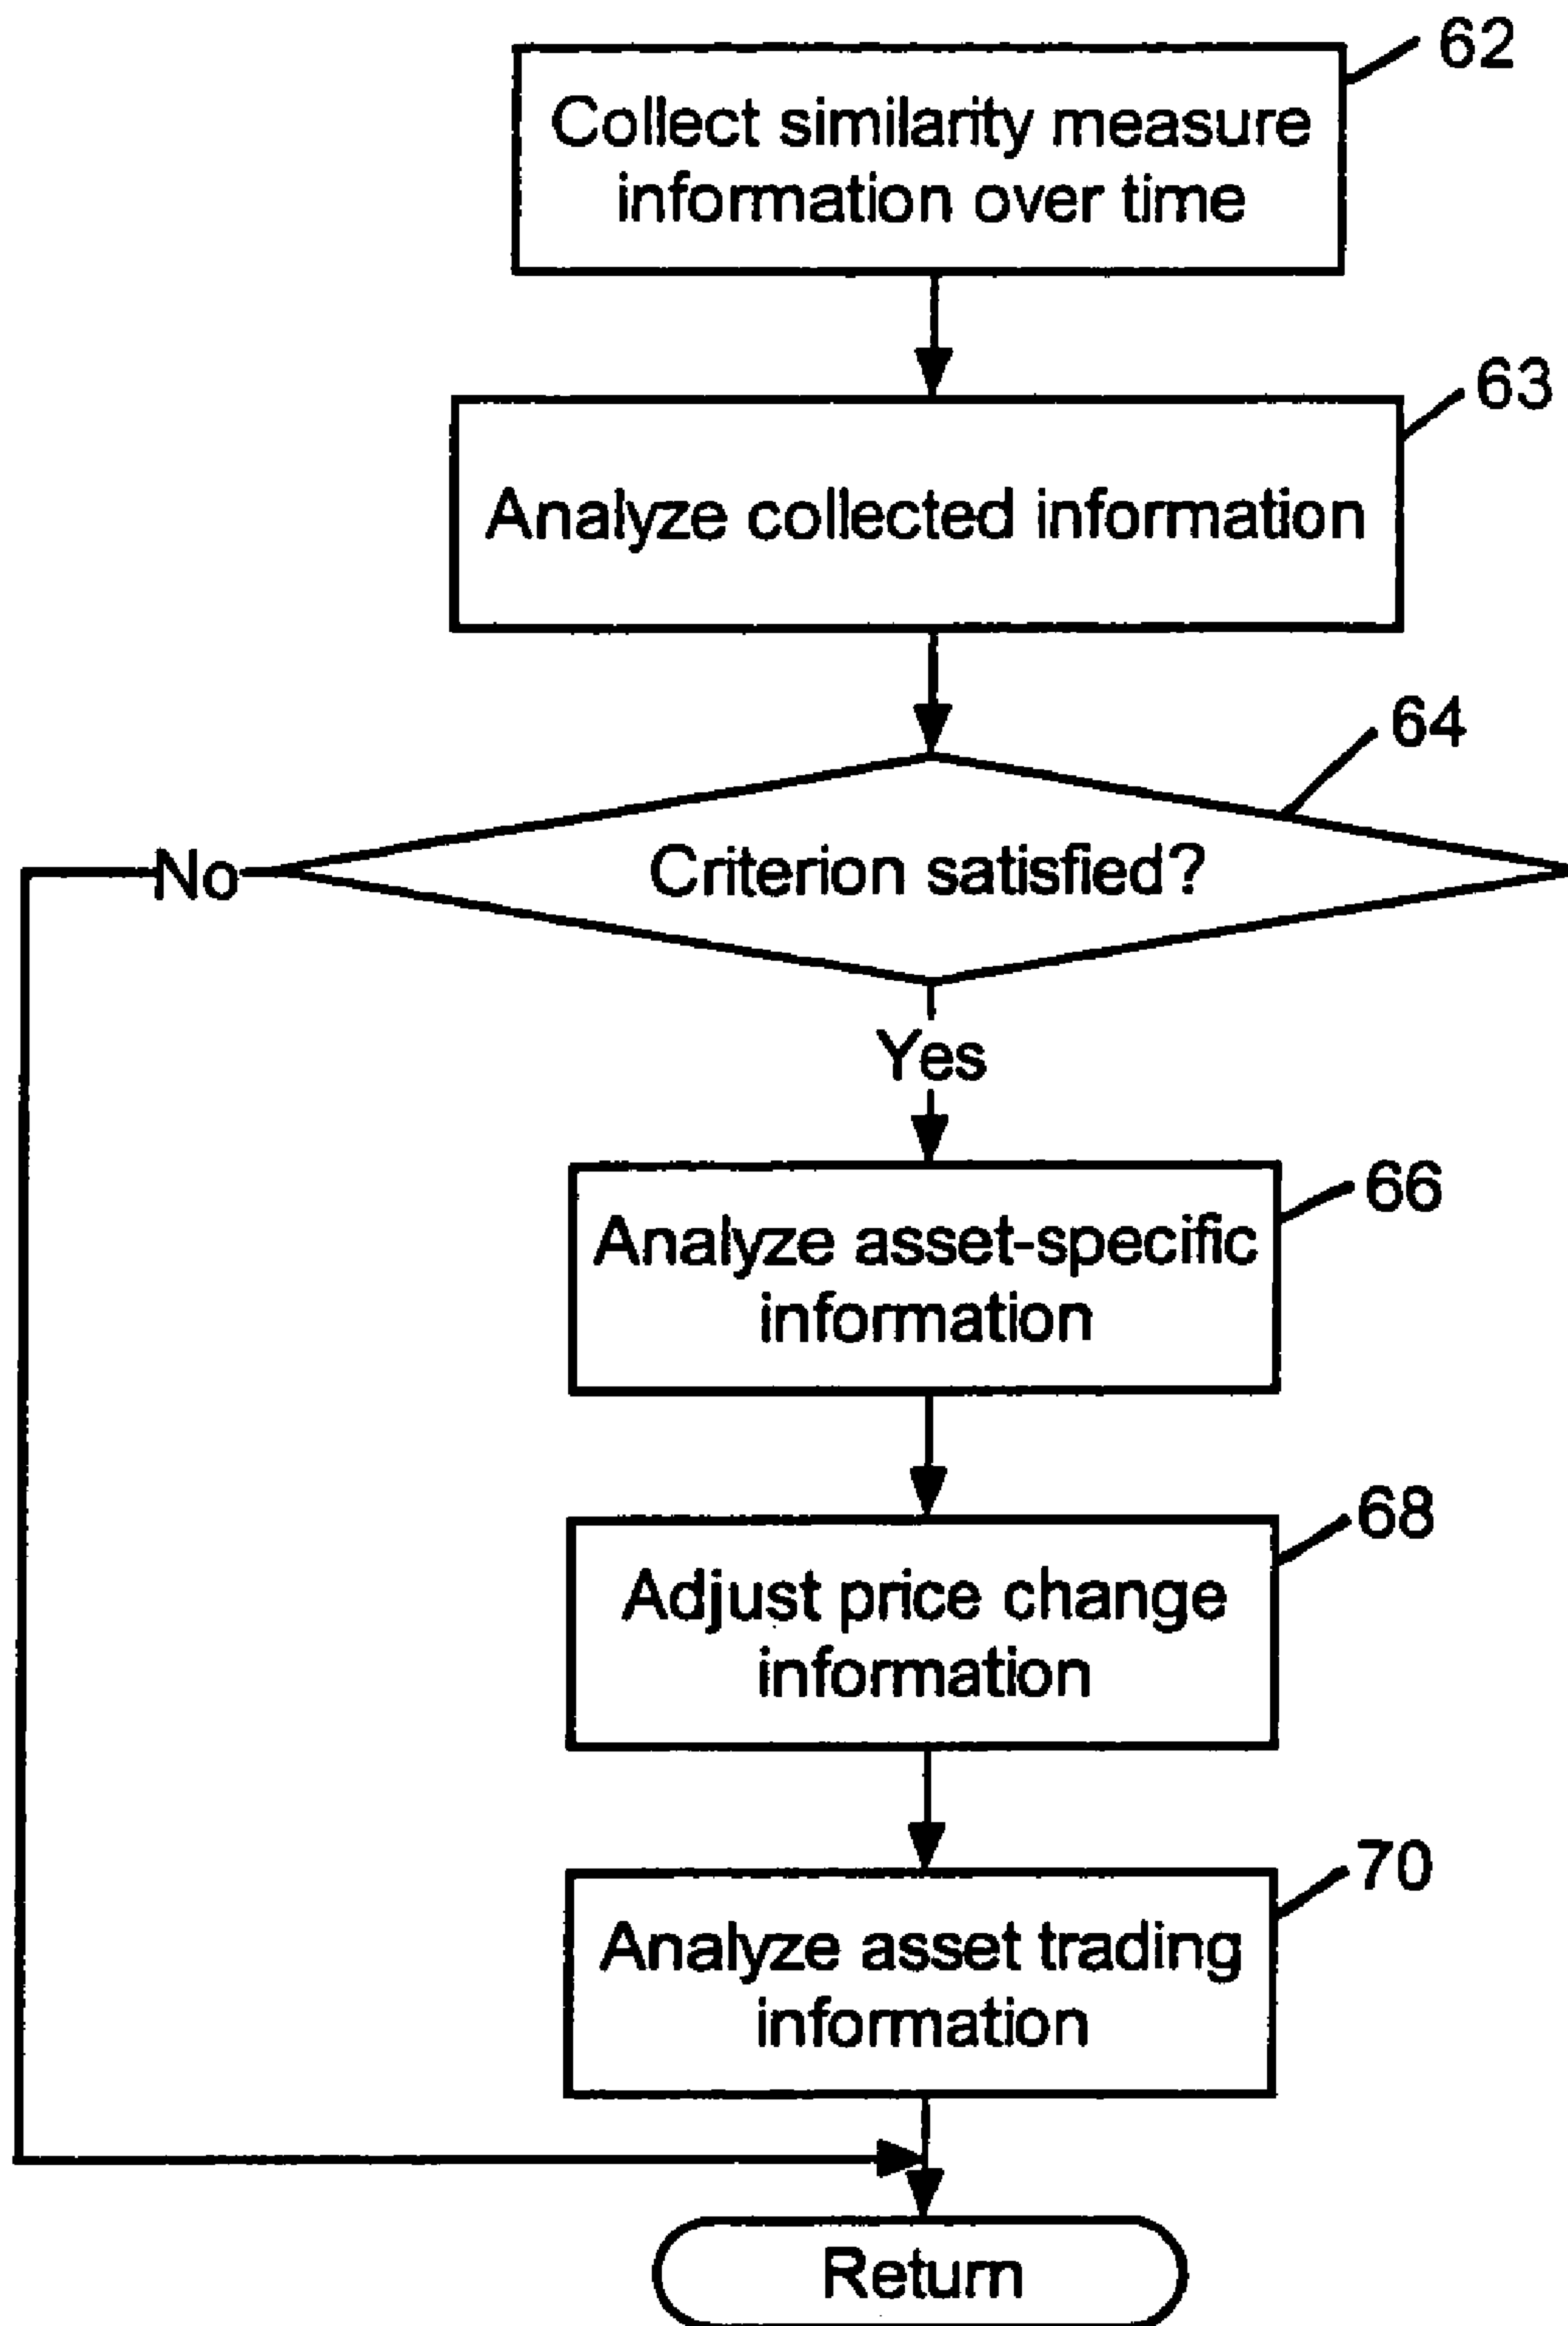 62
Collect similarity measure
information over time
63
Analyze collected information
64
Criterion satisfied?
No
Yes
66
Analyze asset-specific
information
68
Adjust price change
information
70
Analyze asset trading
information
Return